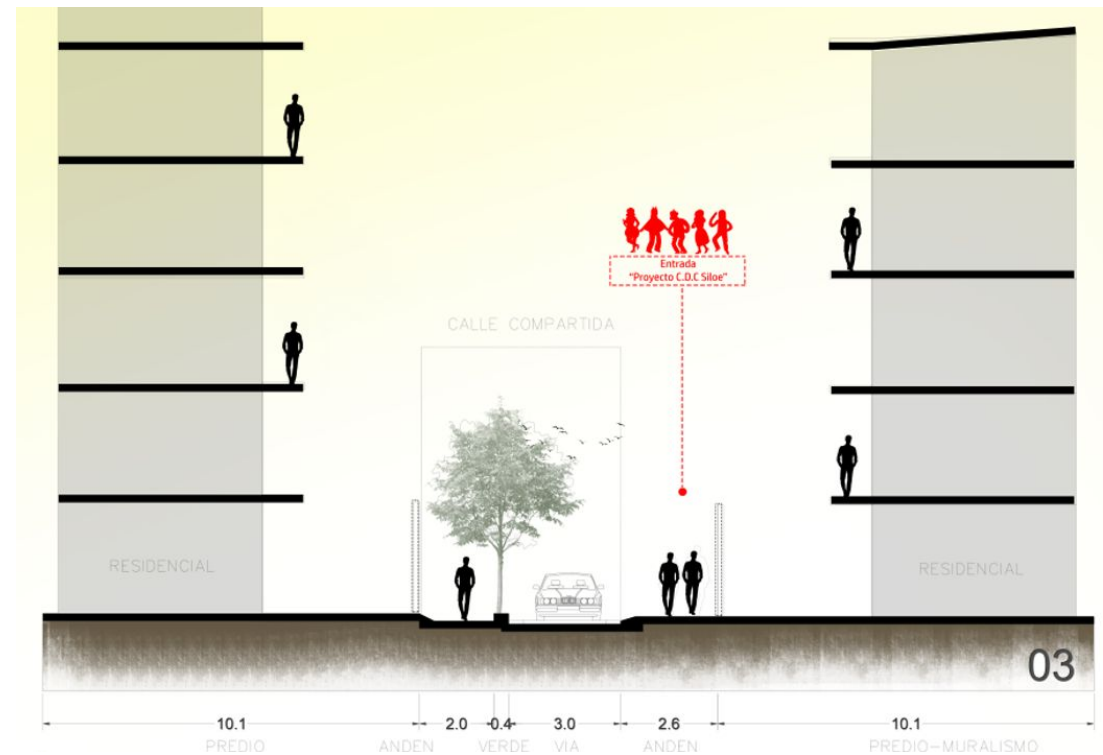 Entrada
"Proyecto C.D.C Siloe"
CALLE COMPARTIDA
RESIDENCIAL
RESIDENCIAL
03
10.1 2.0 0.4 3.0 2.6 10.1
PREDIO ANDEN VERDE VIA ANDEN PREDIO-MURALISMO